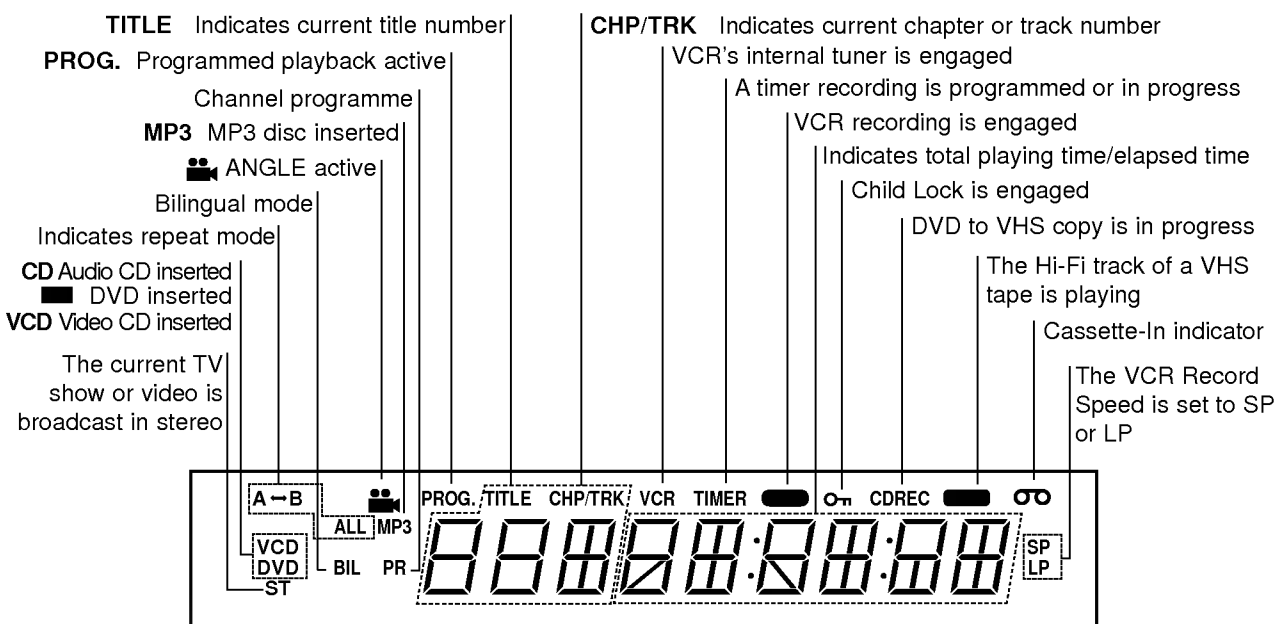 TITLE Indicates current title number
PROG. Programmed playback active
Channel programme
MP3 MP3 disc inserted
ANGLE active
Bilingual mode
Indicates repeat mode
CD Audio CD inserted
DVD inserted
VCD Video CD inserted
The current TV
show or video is
broadcast in stereo
CHP/TRK Indicates current chapter or track number
VCR's internal tuner is engaged
A timer recording is programmed or in progress
VCR recording is engaged
Indicates total playing time/elapsed time
Child Lock is engaged
DVD to VHS copy is in progress
The Hi-Fi track of a VHS
tape is playing
Cassette-In indicator
The VCR Record
Speed is set to SP
or LP
A B PROG. TITLE CHP/TRK VCR TIMER CDREC
ALL MP3
VCD SP
DVD BIL PR LP
ST